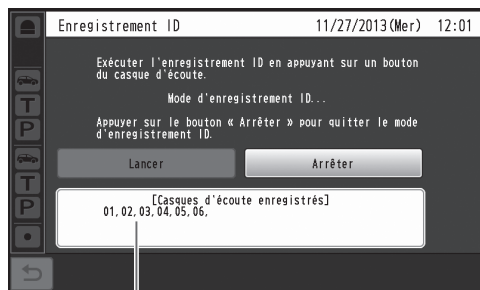 Enregistrement ID 11/27/2013(Mer) 12:01
Exécuter l'enregistrement ID en appuyant sur un bouton
du casque d'écoute.
Mode d'enregistrement ID...
Appuyer sur le bouton « Arrêter » pour quitter le mode
d'enregistrement ID.
Lancer Arrêter
[Casques d'écoute enregistrés]
01,02,03,04,05,06,
T
P
T
P